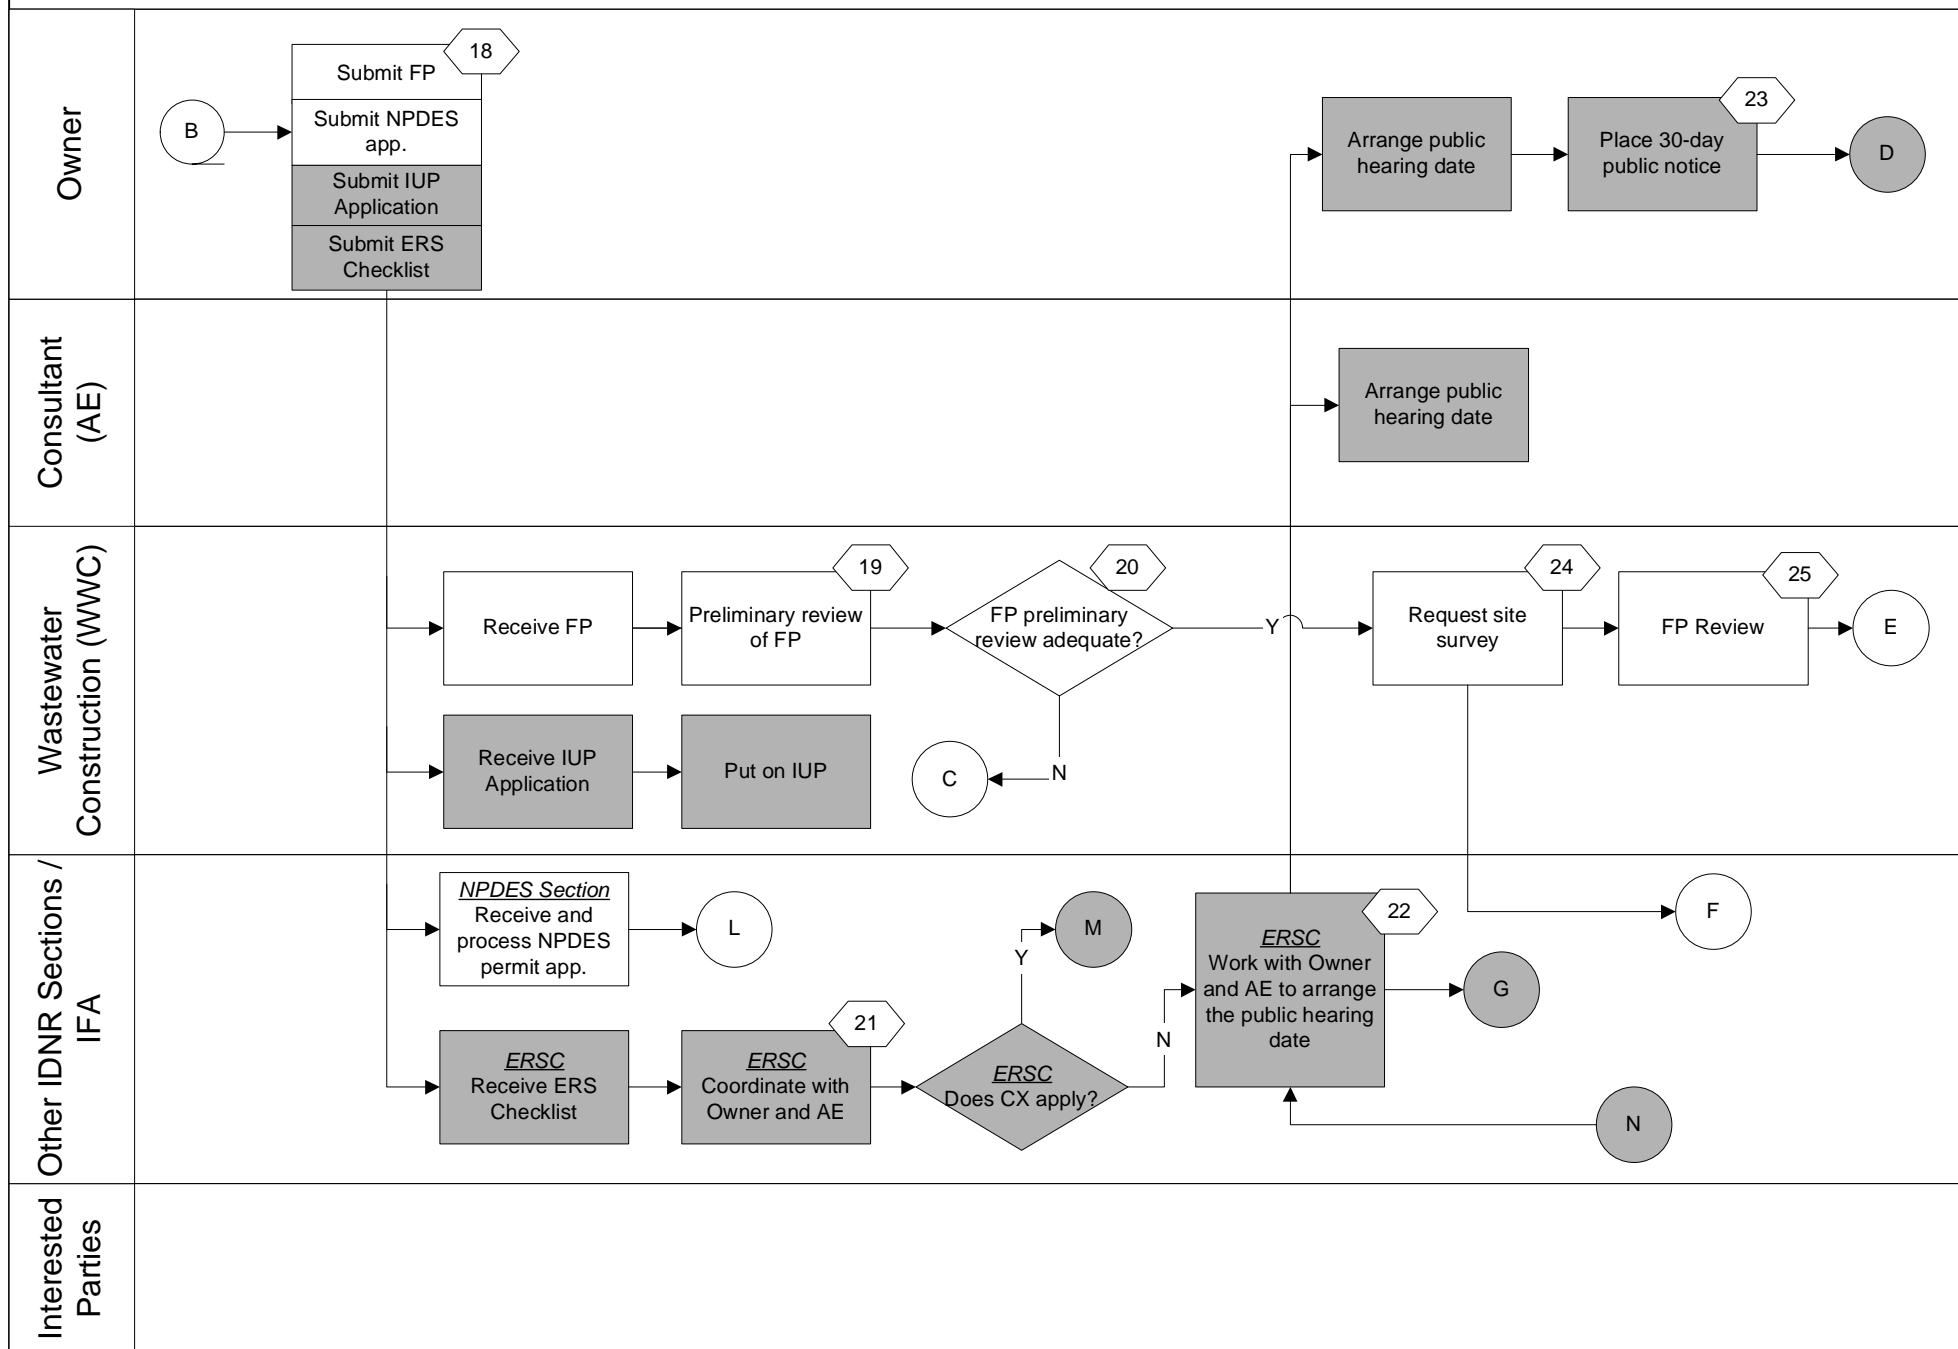 Owner
B
18
Submit FP
Submit NPDES
app.
Submit IUP
Application
Submit ERS
Checklist
Arrange public
hearing date
23
Place 30-day
public notice
D
Consultant
(AE)
Arrange public
hearing date
Wastewater
Construction (WWC)
Receive FP
19
Preliminary review
of FP
20
FP preliminary
review adequate?
Y
24
Request site
survey
25
FP Review
E
Receive IUP
Application
Put on IUP
C
N
Other IDNR Sections /
IFA
NPDES Section
Receive and
process NPDES
permit app.
L
M
Y
22
ERSC
Work with Owner
and AE to arrange
the public hearing
date
F
G
ERSC
Receive ERS
Checklist
21
ERSC
Coordinate with
Owner and AE
ERSC
Does CX apply?
N
N
Interested
Parties